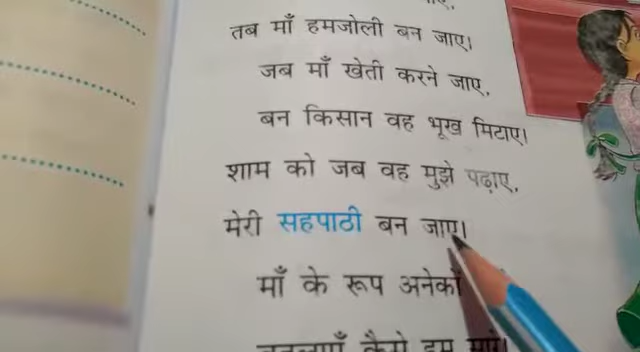 तब माँ हमजोली बन जाए।
जब माँ खेती करने जाए,
बन किसान वह भूख मिटाए।
शाम को जब वह मुझे पढ़ाए,
मेरी सहपाठी बन जाए।
माँ के रूप अनेकों